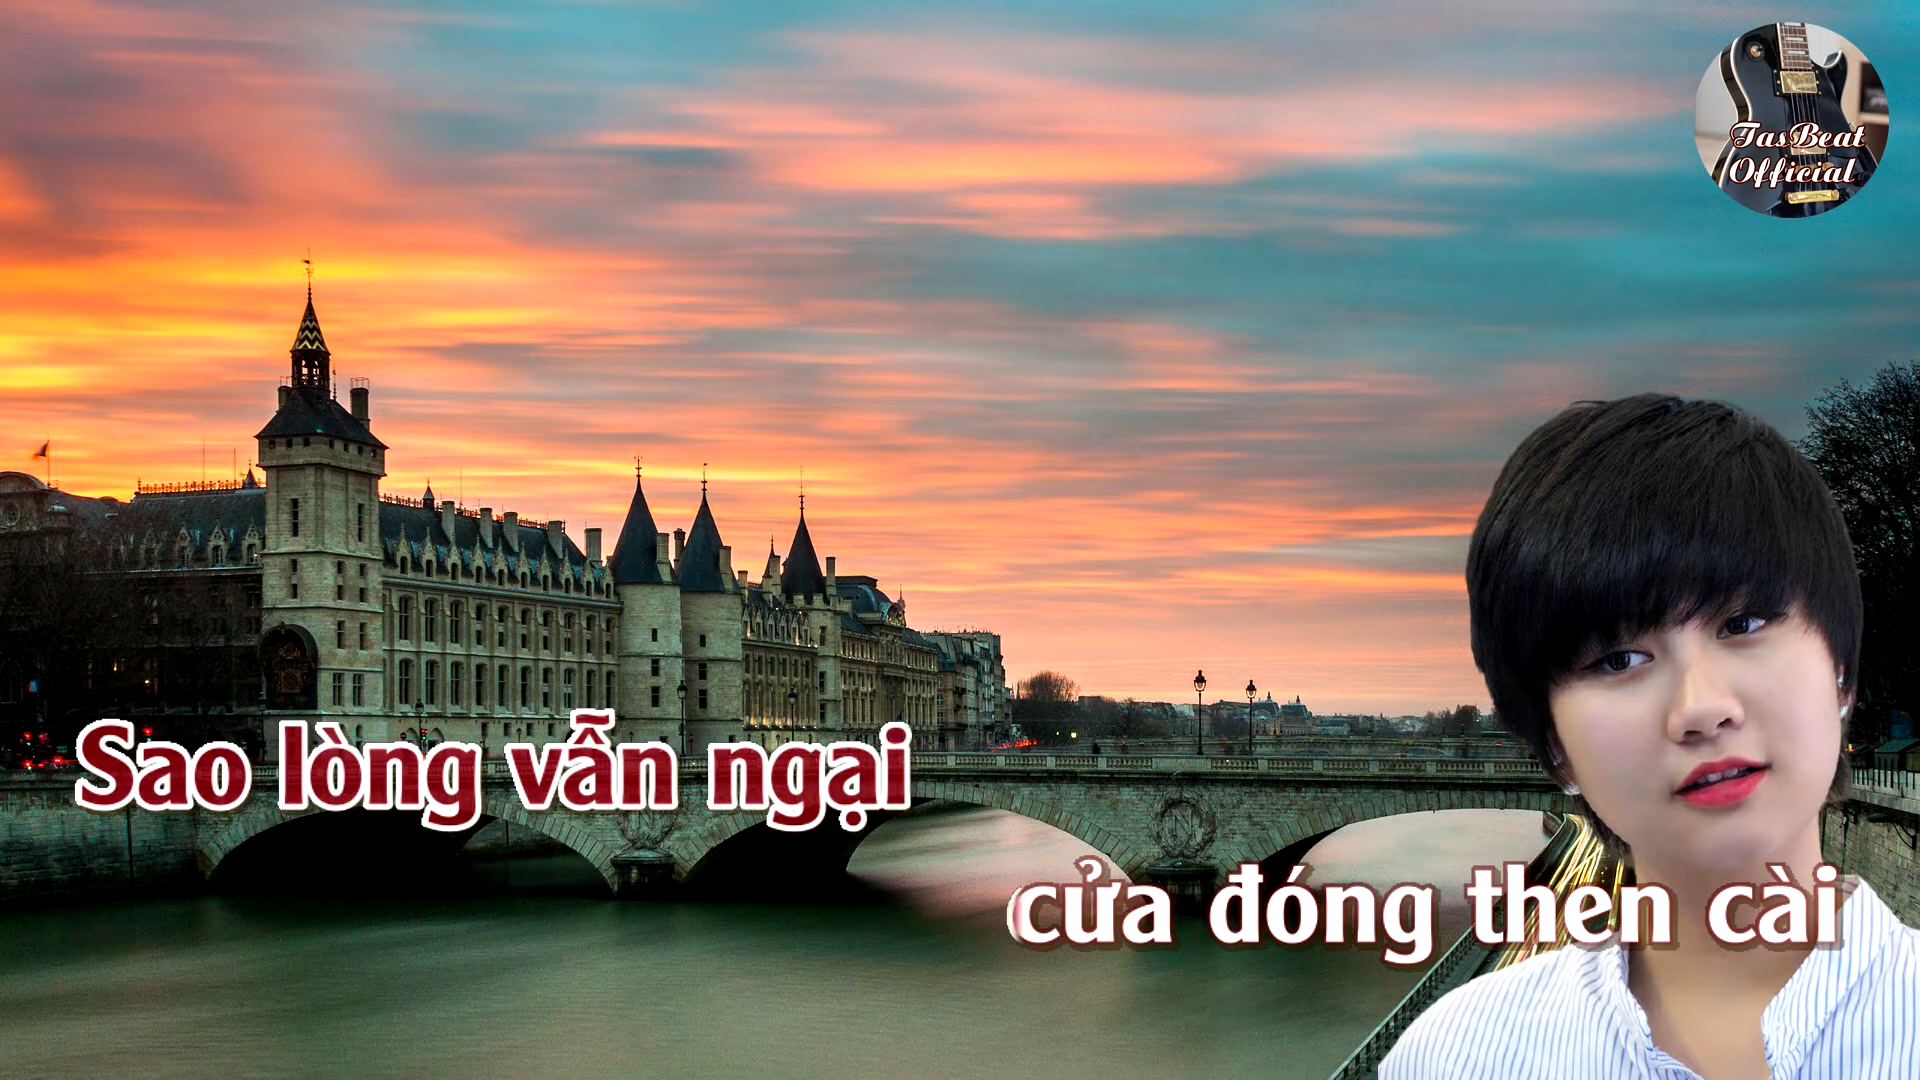 TasBeat
Official
Sao lòng vẫn ngại
cửa đóng then cài